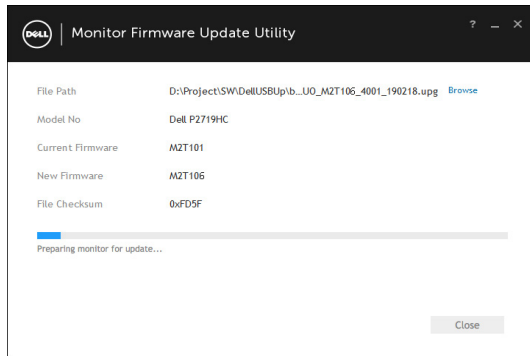 DELL Monitor Firmware Update Utility ? _ ×
File Path D:\Project\SW\DellUSBUp\b...UO_M2T106_4001_190218.upg Browse
Model No Dell P2719HC
Current Firmware M2T101
New Firmware M2T106
File Checksum 0xFD5F
Preparing monitor for update...
Close